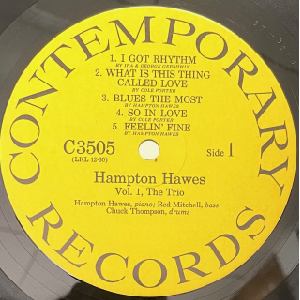 CONTEMPORARY
1. I GOT RHYTHM
BY IRA & GEORGE GERSHWIN
2. WHAT IS THIS THING
CALLED LOVE
BY COLE PORTER
3. BLUES THE MOST
BY HAMPTON HAWES
4. SO IN LOVE
BY COLE PORTER
5. FEELIN' FINE
BY HAMPTON HAWES
C3505
Side 1
Hampton Hawes
Vol. 1, The Trio
Hampton Hawes, piano; Red Mitchell, bass
Chuck Thompson, drums
RECORDS